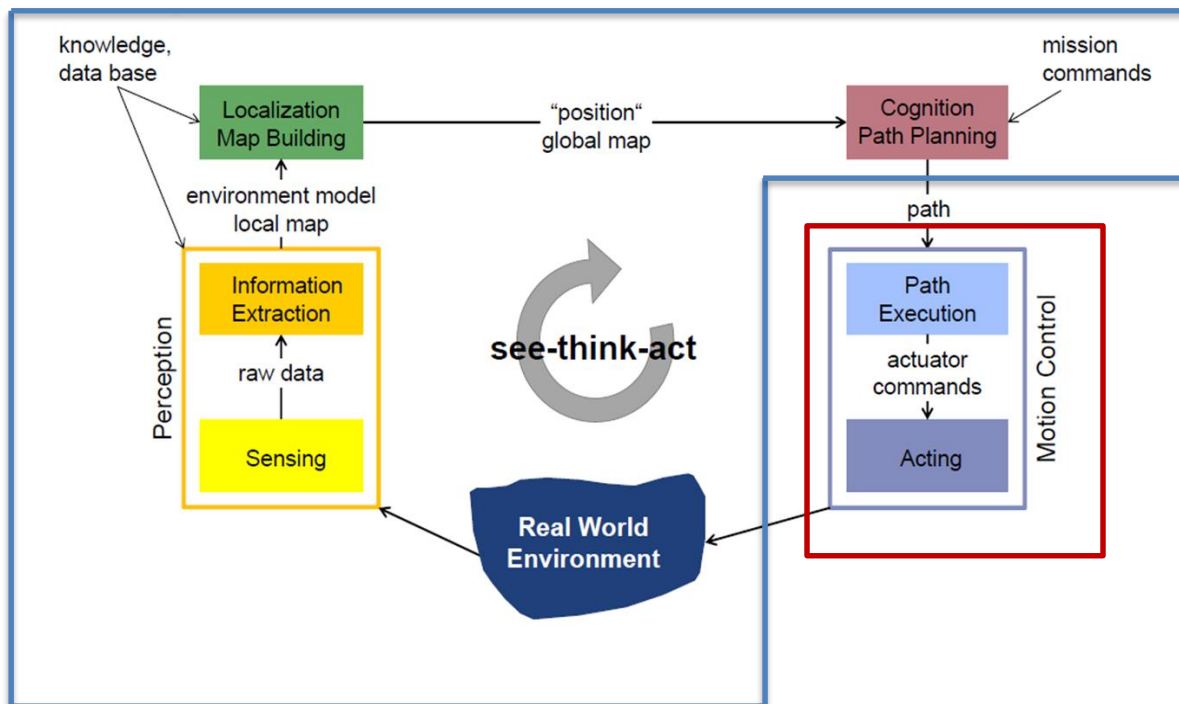 knowledge,
data base
mission
commands
Localization
Map Building
"position"
global map
Cognition
Path Planning
environment model
local map
path
Information
Extraction
Path
Execution
see-think-act
Perception
raw data
actuator
commands
Motion Control
Sensing
Acting
Real World
Environment